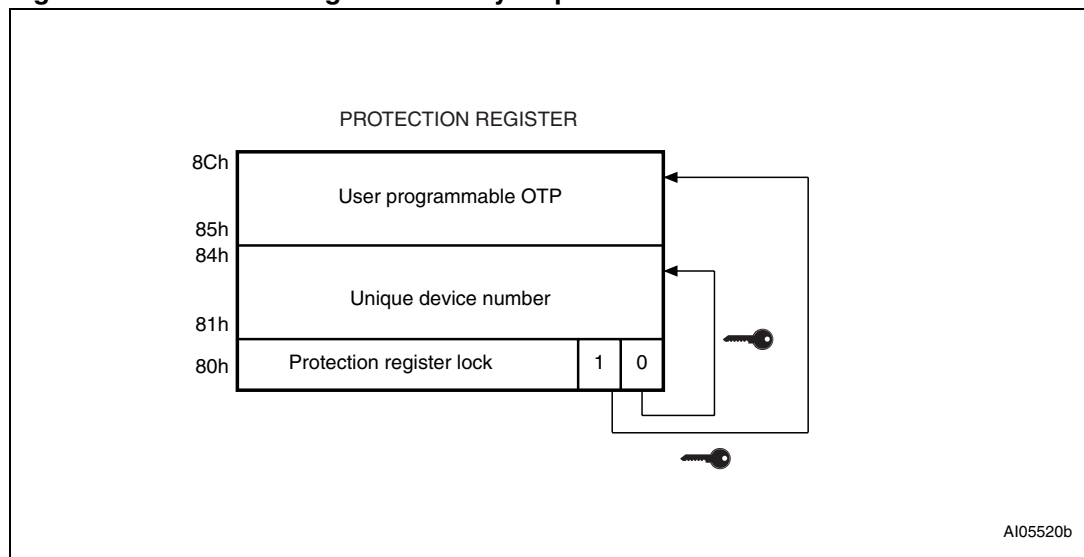 PROTECTION REGISTER
8Ch
User programmable OTP
85h
84h
Unique device number
81h
80h
Protection register lock
1
0
AI05520b